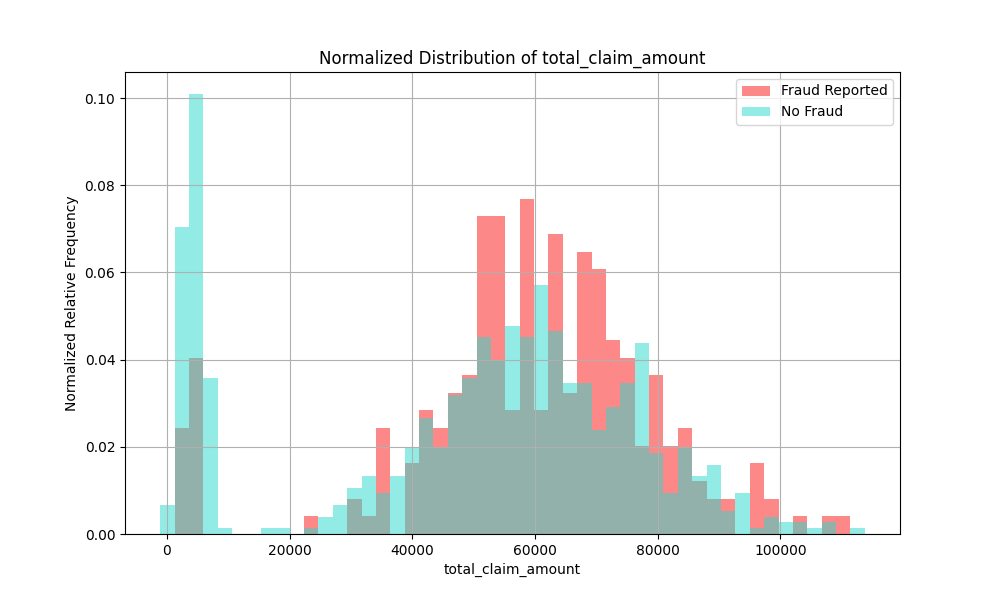 Normalized Distribution of total_claim_amount
Fraud Reported
No Fraud
Normalized Relative Frequency
0.10
0.08
0.06
0.04
0.02
0.00
0 20000 40000 60000 80000 100000
total_claim_amount